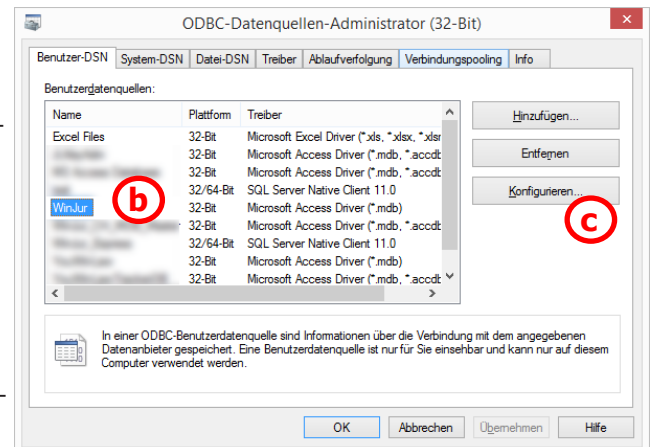 ODBC-Datenquellen-Administrator (32-Bit)
Benutzer-DSN System-DSN Datei-DSN Treiber Ablaufverfolgung Verbindungspooling Info
Benutzerdatenquellen:
Name Plattform Treiber
Excel Files 32-Bit Microsoft Excel Driver (*.xls, *.xlsx, *.xlsr
32-Bit Microsoft Access Driver (*.mdb, *.accdt
32-Bit Microsoft Access Driver (*.mdb, *.accdt
32/64-Bit SQL Server Native Client 11.0
WinJur 32-Bit Microsoft Access Driver (*.mdb)
32-Bit Microsoft Access Driver (*.mdb, *.accdt
32/64-Bit SQL Server Native Client 11.0
32-Bit Microsoft Access Driver (*.mdb)
32-Bit Microsoft Access Driver (*.mdb, *.accdt
b
Hinzufügen...
Entfernen
Konfigurieren...
c
In einer ODBC-Benutzerdatenquelle sind Informationen über die Verbindung mit dem angegebenen
Datenanbieter gespeichert. Eine Benutzerdatenquelle ist nur für Sie einsehbar und kann nur auf diesem
Computer verwendet werden.
OK Abbrechen Übernehmen Hilfe